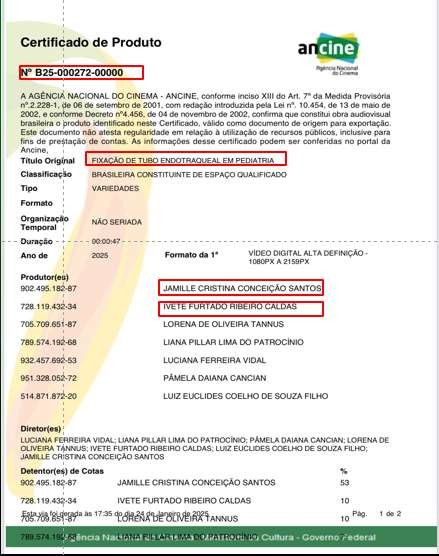 Certificado de Produto
ancine
Agência Nacional
do Cinema
Nº B25-000272-00000
A AGÊNCIA NACIONAL DO CINEMA - ANCINE, conforme inciso XIII do Art. 7º da Medida Provisória
nº.2.228-1, de 06 de setembro de 2001, com redação introduzida pela Lei nº. 10.454, de 13 de maio
de 2002, e conforme Decreto nº4.456, de 04 de novembro de 2002, confirma que constitui obra audiovisual
brasileira o produto identificado neste Certificado, válido como documento de origem para exportação.
Este documento não atesta regularidade em relação à utilização de recursos públicos, inclusive para
fins de prestação de contas. As informações desse certificado podem ser conferidas no portal da
Ancine,
Título Original FIXAÇÃO DE TUBO ENDOTRAQUEAL EM PEDIATRIA
Classificação BRASILEIRA CONSTITUINTE DE ESPAÇO QUALIFICADO
Tipo VARIEDADES
Formato
Organização
Temporal NÃO SERIADA
Duração 00:00:47
Ano de 2025 Formato da 1ª VÍDEO DIGITAL ALTA DEFINIÇÃO -
1080PX A 2159PX
Produtor(es)
902.495.182-87 JAMILLE CRISTINA CONCEIÇÃO SANTOS
728.119.432-34 IVETE FURTADO RIBEIRO CALDAS
705.709.651-87 LORENA DE OLIVEIRA TANNUS
789.574.192-68 LIANA PILLAR LIMA DO PATROCÍNIO
932.457.692-53 LUCIANA FERREIRA VIDAL
951.328.052-72 PÂMELA DAIANA CANCIAN
514.871.872-20 LUIZ EUCLIDES COELHO DE SOUZA FILHO
Diretor(es)
LUCIANA FERREIRA VIDAL; LIANA PILLAR LIMA DO PATROCÍNIO; PÂMELA DAIANA CANCIAN; LORENA DE
OLIVEIRA TANNUS; IVETE FURTADO RIBEIRO CALDAS; LUIZ EUCLIDES COELHO DE SOUZA FILHO;
JAMILLE CRISTINA CONCEIÇÃO SANTOS
Detentor(es) de Cotas %
902.495.182-87 JAMILLE CRISTINA CONCEIÇÃO SANTOS 53
728.119.432-34 IVETE FURTADO RIBEIRO CALDAS 10
Esta via foi gerada às 17:35 do dia 24 de Janeiro de 2025 Pág. 1 de 2
705.709.651-87 LORENA DE OLIVEIRA TANNUS 10
789.574.192-68 LIANA PILLAR LIMA DO PATROCÍNIO
Agência Nacional do Cinema Cultura - Governo Federal